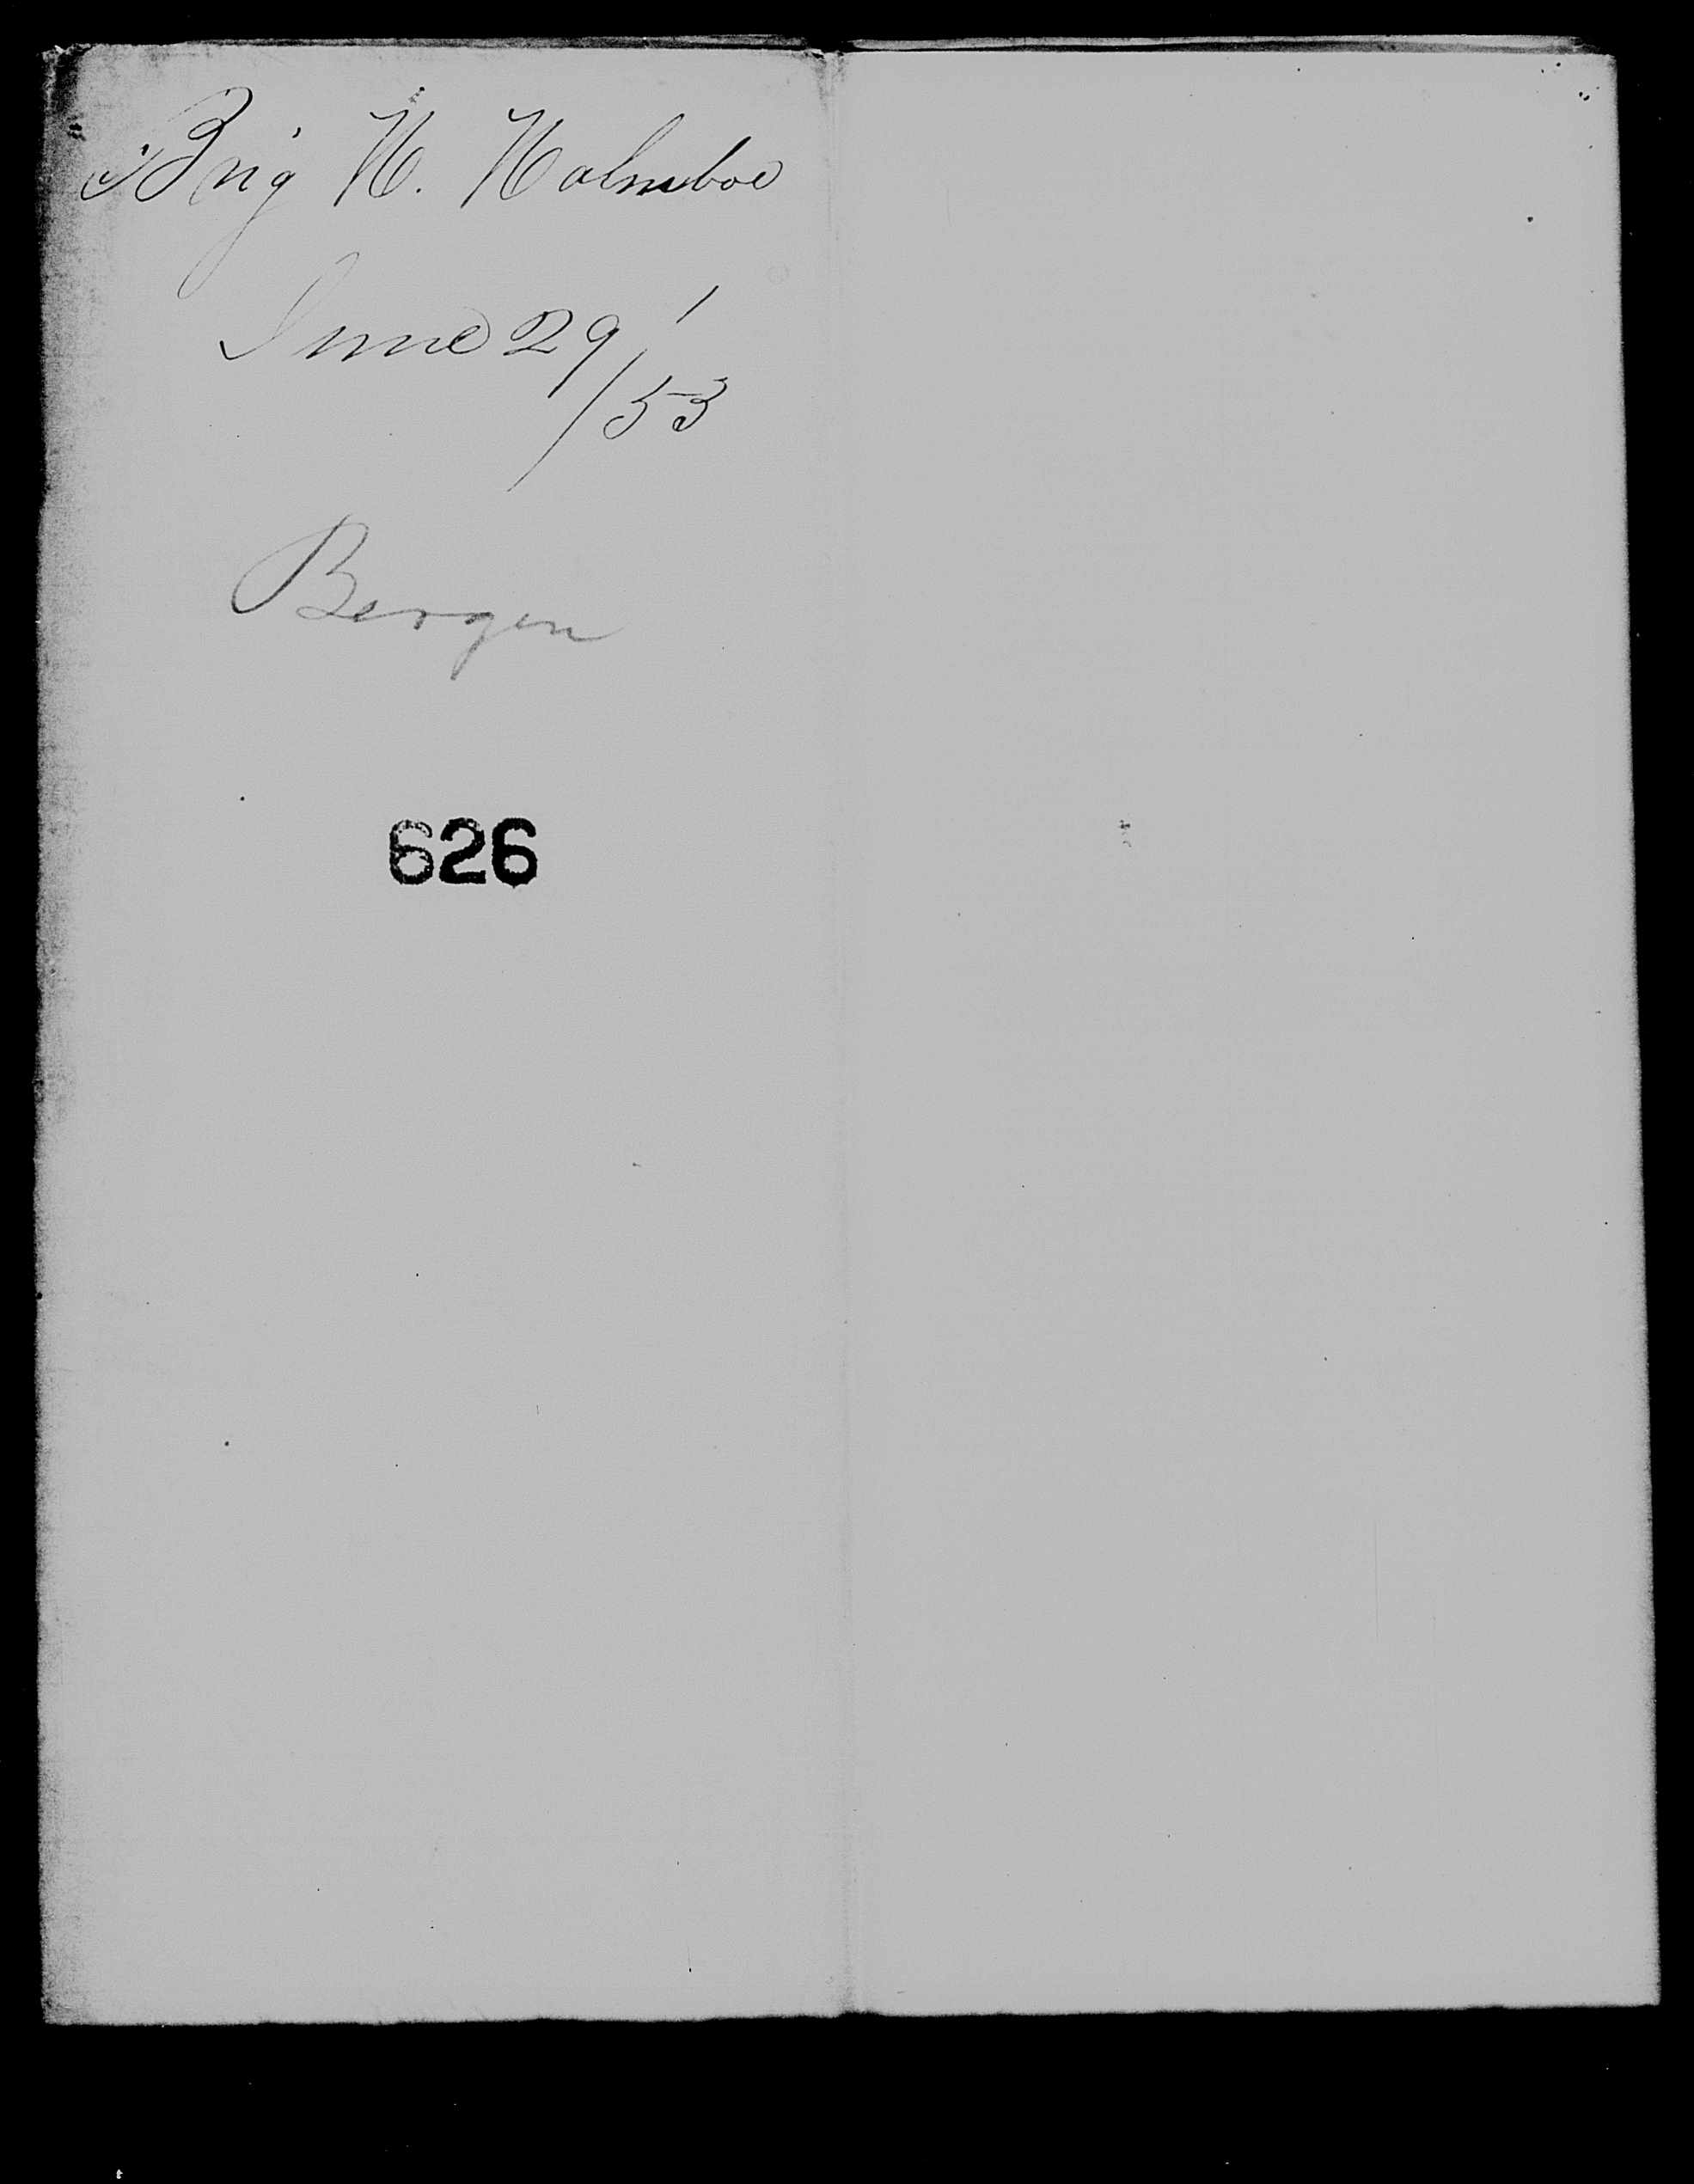 Brig H. Holmboe
June 29'
/53
Bergen
626